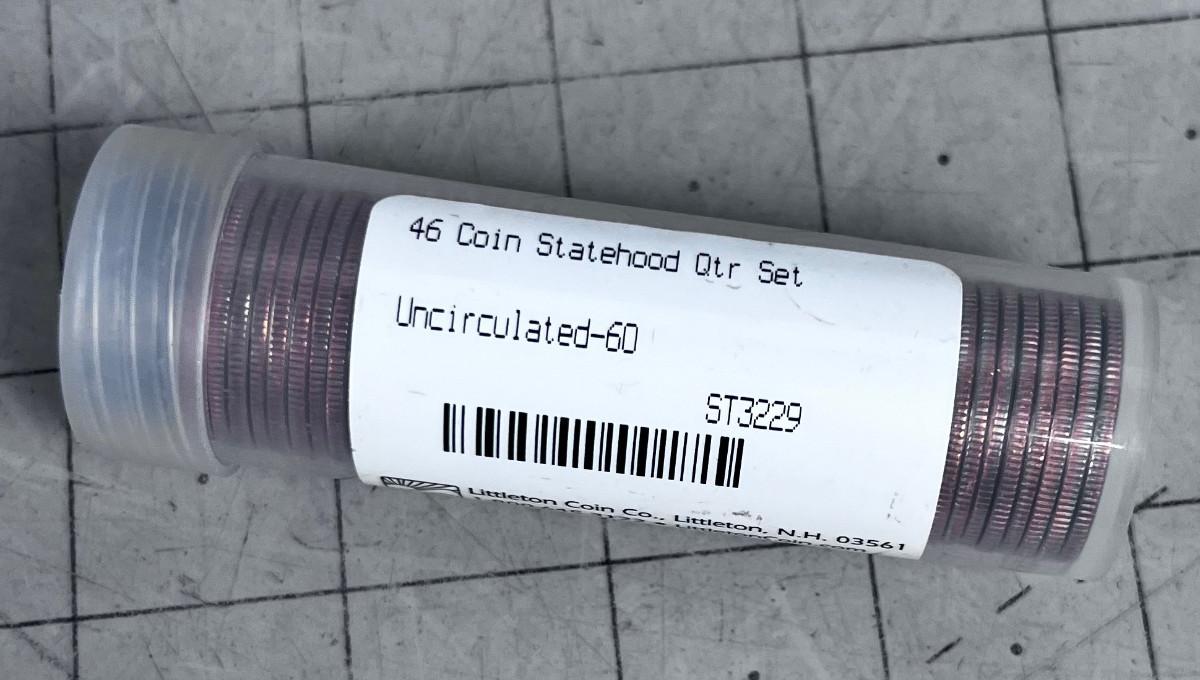 46 Coin Statehood Qtr Set
Uncirculated-60
ST3229
Littleton Coin Co., Littleton, N.H. 03561